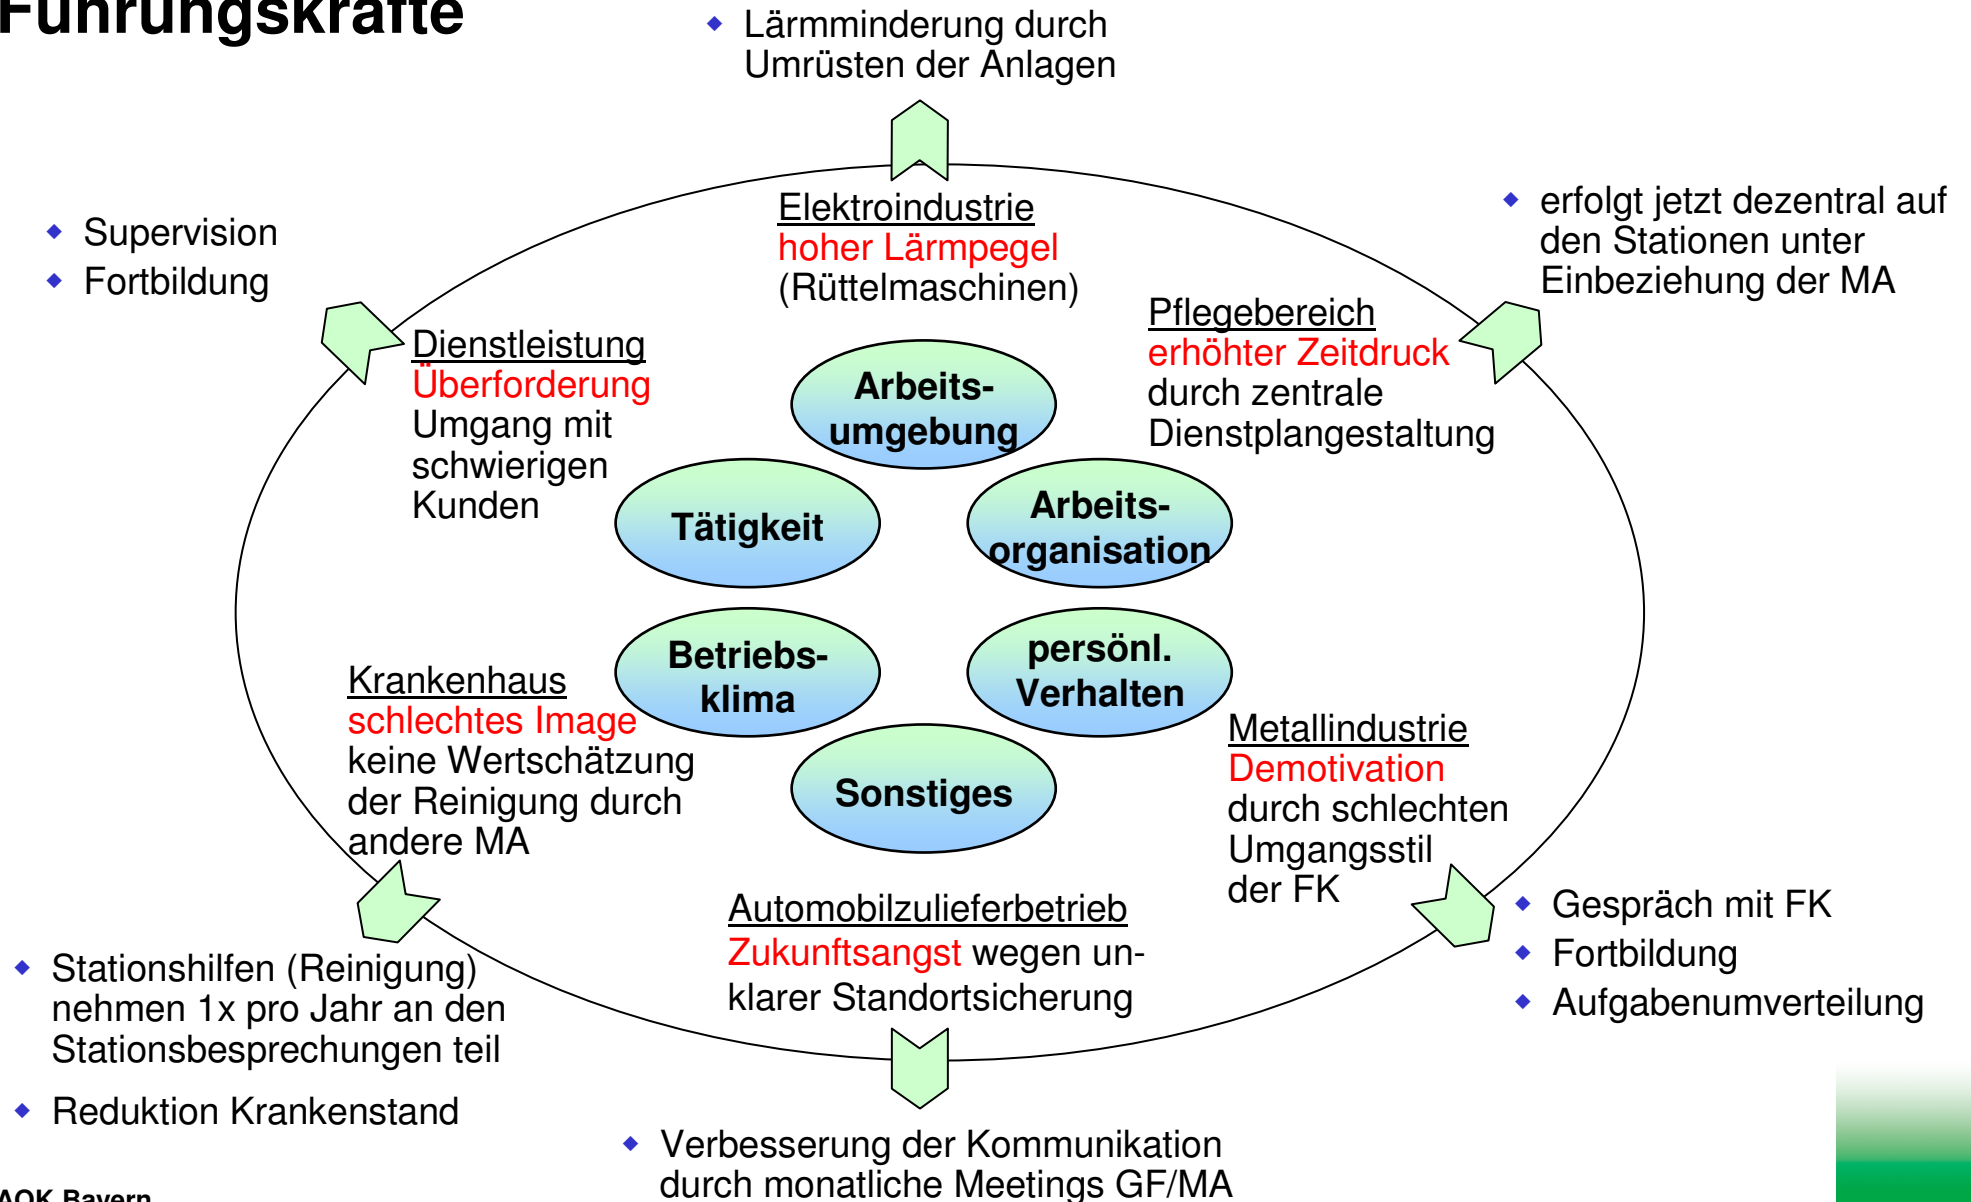 Führungskräfte
Lärmminderung durch
Umrüsten der Anlagen
Supervision
Fortbildung
Elektroindustrie
hoher Lärmpegel
(Rüttelmaschinen)
erfolgt jetzt dezentral auf
den Stationen unter
Einbeziehung der MA
Dienstleistung
Überforderung
Umgang mit
schwierigen
Kunden
Pflegebereich
erhöhter Zeitdruck
durch zentrale
Dienstplangestaltung
Arbeits-
umgebung
Tätigkeit
Arbeits-
organisation
Betriebs-
klima
persönl.
Verhalten
Sonstiges
Krankenhaus
schlechtes Image
keine Wertschätzung
der Reinigung durch
andere MA
Metallindustrie
Demotivation
durch schlechten
Umgangsstil
der FK
Automobilzulieferbetrieb
Zukunftsangst wegen un-
klarer Standortsicherung
Gespräch mit FK
Fortbildung
Aufgabenumverteilung
Stationshilfen (Reinigung)
nehmen 1x pro Jahr an den
Stationsbesprechungen teil
Reduktion Krankenstand
Verbesserung der Kommunikation
durch monatliche Meetings GF/MA
AOK Bayern